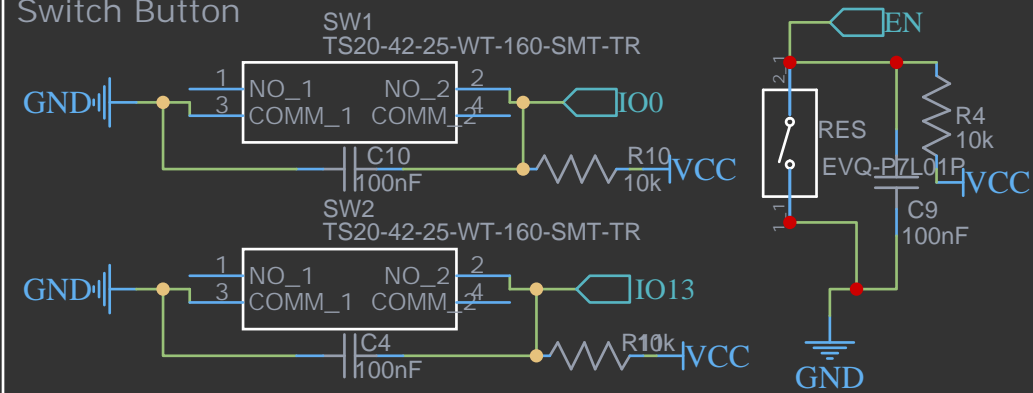 Switch Button
SW1
TS20-42-25-WT-160-SMT-TR
1 NO_1 NO_2 2
3 COMM_1 COMM_2 4
GND IO0
C10
100nF
R10
10k
VCC
SW2
TS20-42-25-WT-160-SMT-TR
1 NO_1 NO_2 2
3 COMM_1 COMM_2 4
GND IO13
C4
100nF
10k
VCC
EN
2 1
RES
EVQ-P7L01P
1 1
R4
10k
VCC
C9
100nF
GND